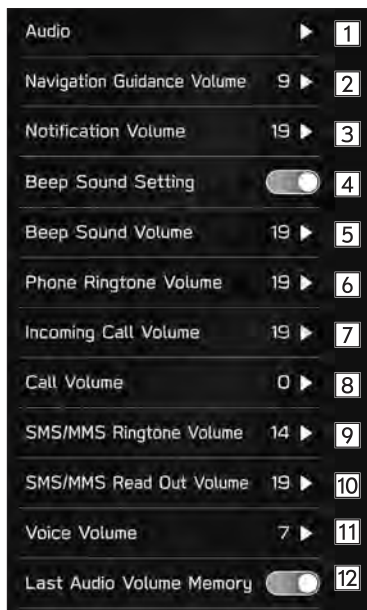 Audio ▶ 1
Navigation Guidance Volume 9 ▶ 2
Notification Volume 19 ▶ 3
Beep Sound Setting 4
Beep Sound Volume 19 ▶ 5
Phone Ringtone Volume 19 ▶ 6
Incoming Call Volume 19 ▶ 7
Call Volume 0 ▶ 8
SMS/MMS Ringtone Volume 14 ▶ 9
SMS/MMS Read Out Volume 19 ▶ 10
Voice Volume 7 ▶ 11
Last Audio Volume Memory 12